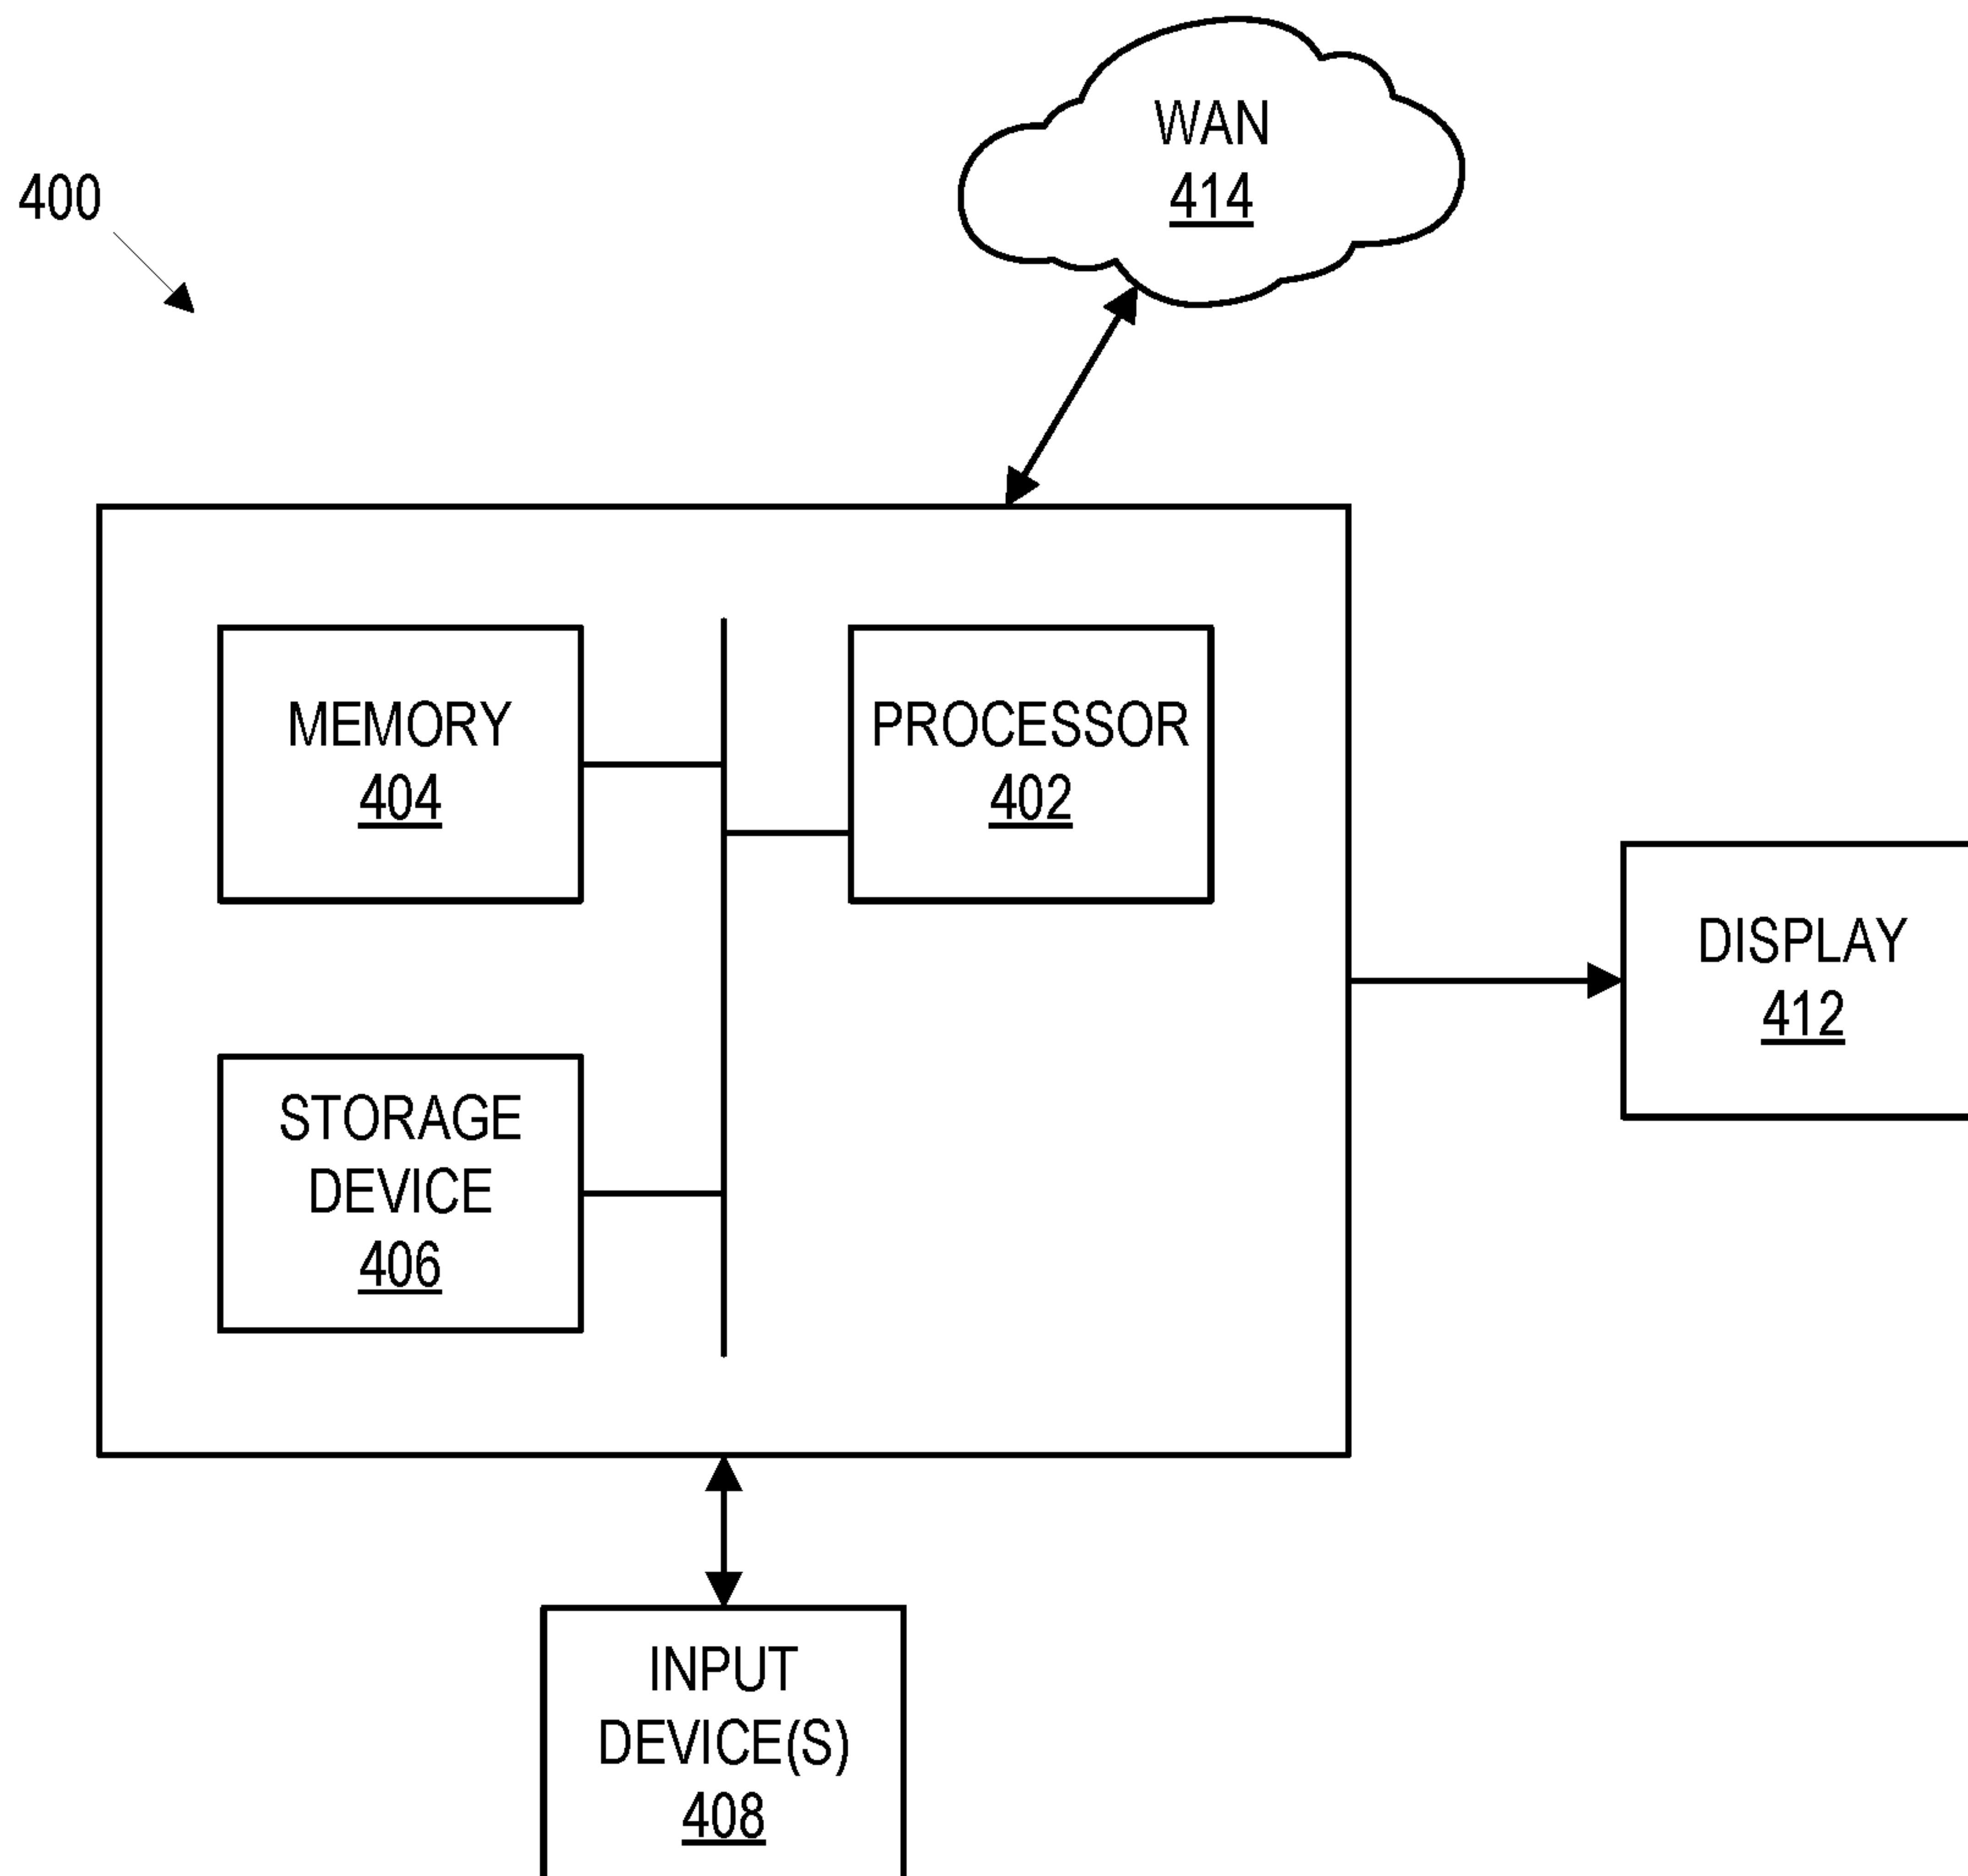 WAN
414
400
MEMORY
404
PROCESSOR
402
DISPLAY
412
STORAGE
DEVICE
406
INPUT
DEVICE(S)
408